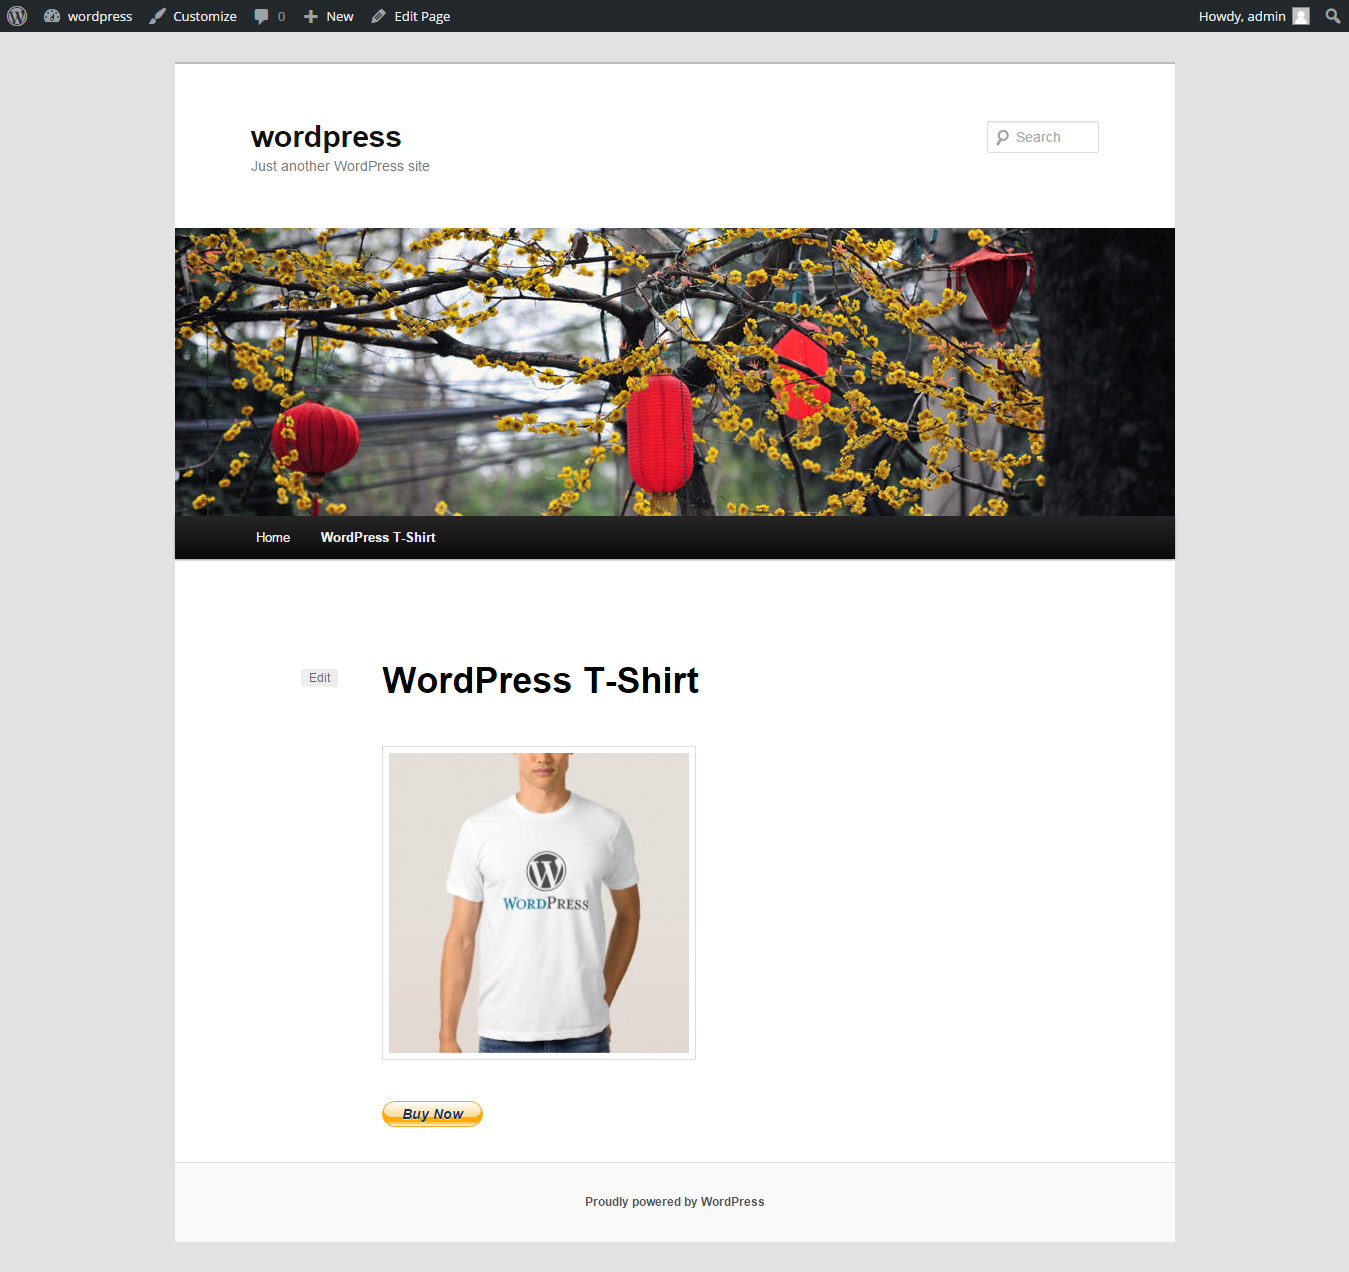 wordpress Customize 0 New Edit Page Howdy, admin
wordpress
Just another WordPress site
Search
Home WordPress T-Shirt
Edit
WordPress T-Shirt
W
WORDPRESS
Buy Now
Proudly powered by WordPress